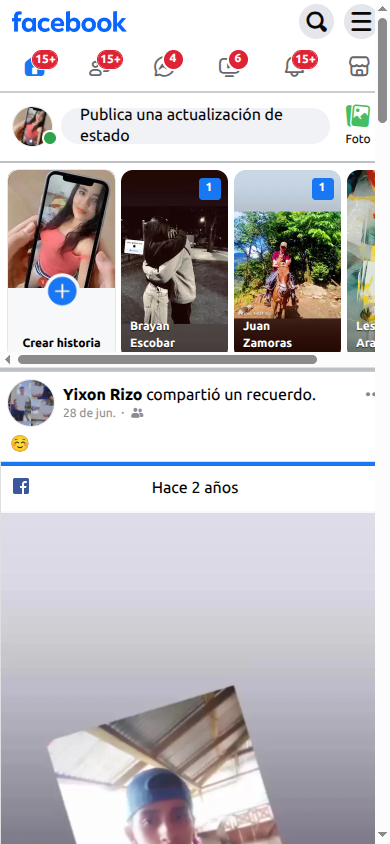 facebook
15+
15+
4
6
15+
Publica una actualización de
estado
Foto
1
1
Crear historia
Brayan
Escobar
Juan
Zamoras
Les
Ara
Yixon Rizo compartió un recuerdo.
28 de jun. ·
Hace 2 años